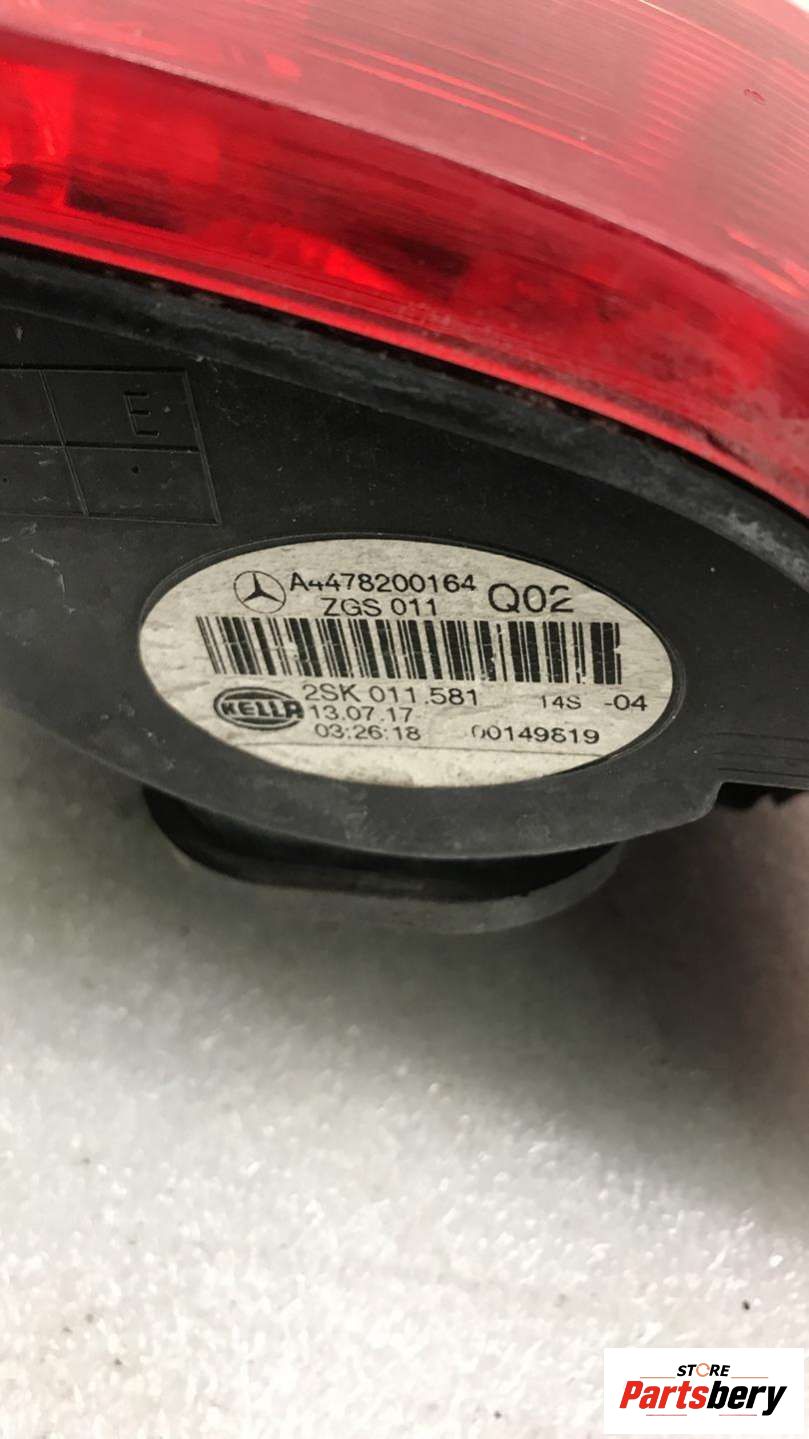 E
A4478200164 Q02
ZGS 011
2SK 011.581 14S -04
HELLA
13.07.17
03:26:18 00149819
STORE
Partsbery